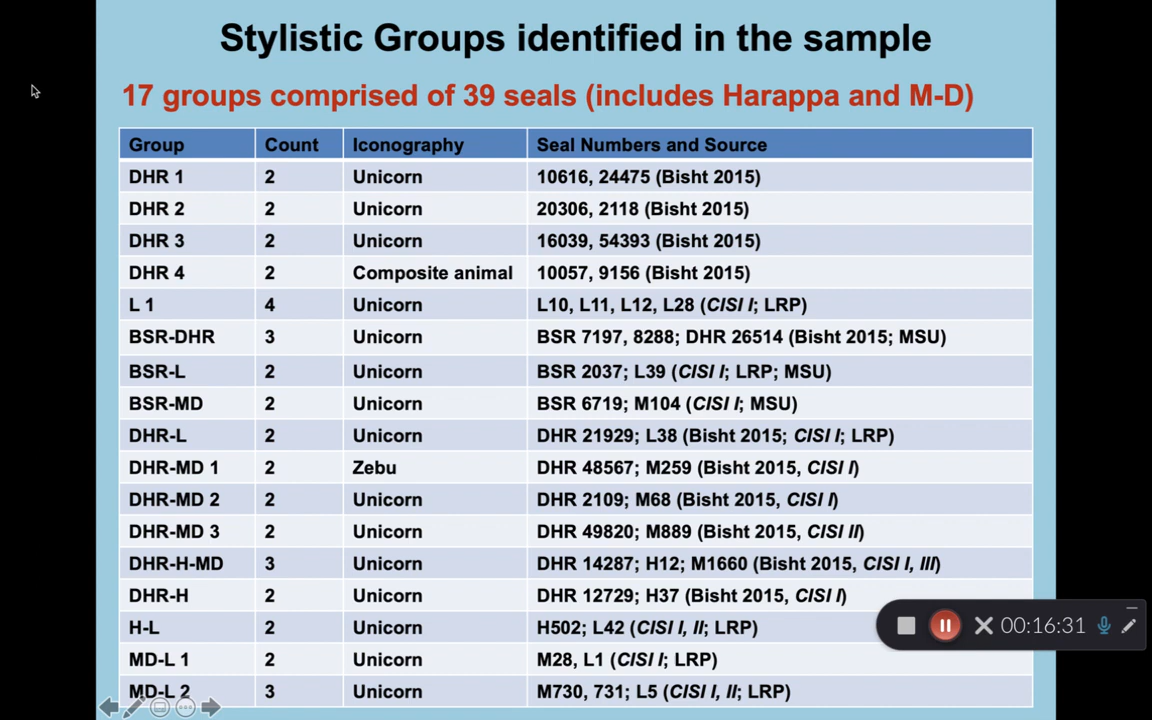 Stylistic Groups identified in the sample
17 groups comprised of 39 seals (includes Harappa and M-D)
Group Count Iconography Seal Numbers and Source
DHR 1 2 Unicorn 10616, 24475 (Bisht 2015)
DHR 2 2 Unicorn 20306, 2118 (Bisht 2015)
DHR 3 2 Unicorn 16039, 54393 (Bisht 2015)
DHR 4 2 Composite animal 10057, 9156 (Bisht 2015)
L 1 4 Unicorn L10, L11, L12, L28 (CISI I; LRP)
BSR-DHR 3 Unicorn BSR 7197, 8288; DHR 26514 (Bisht 2015; MSU)
BSR-L 2 Unicorn BSR 2037; L39 (CISI I; LRP; MSU)
BSR-MD 2 Unicorn BSR 6719; M104 (CISI I; MSU)
DHR-L 2 Unicorn DHR 21929; L38 (Bisht 2015; CISI I; LRP)
DHR-MD 1 2 Zebu DHR 48567; M259 (Bisht 2015, CISI I)
DHR-MD 2 2 Unicorn DHR 2109; M68 (Bisht 2015, CISI I)
DHR-MD 3 2 Unicorn DHR 49820; M889 (Bisht 2015, CISI II)
DHR-H-MD 3 Unicorn DHR 14287; H12; M1660 (Bisht 2015, CISI I, III)
DHR-H 2 Unicorn DHR 12729; H37 (Bisht 2015, CISI I)
H-L 2 Unicorn H502; L42 (CISI I, II; LRP)
00:16:31
MD-L 1 2 Unicorn M28, L1 (CISI I; LRP)
MD-L 2 3 Unicorn M730, 731; L5 (CISI I, II; LRP)